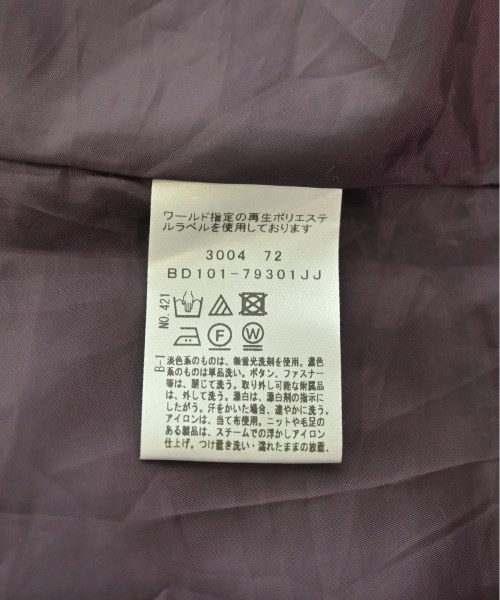 ワールド指定の再生ポリエステ
ルラベルを使用しております
3004 72
BD101-79301JJ
NO.421
F
W
B-1
淡色系のものは、無蛍光洗剤を使用。濃色
系のものは単品洗い。ボタン、ファスナー
等は、閉じて洗う。取り外し可能な附属品
は、外して洗う。漂白は、漂白剤の指示に
したがう。汗をかいた場合、速やかに洗う。
アイロンは、当て布使用。ニットや毛足の
ある製品は、スチームでの浮かしアイロン
仕上げ。つけ置き洗い・濡れたままの放置、